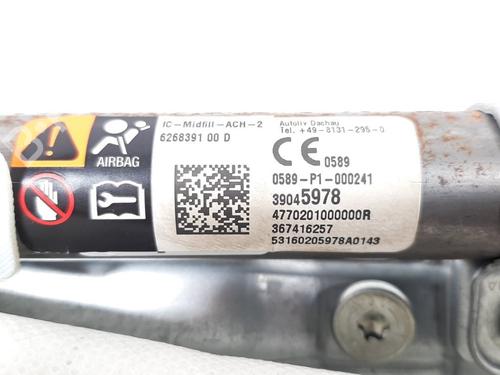 IC-Midfill-ACH-2
6268391 00 D
AIRBAG
Autoliv Dachau
Tel. +49-8131-295-0
CE 0589
0589-P1-000241
39045978
4770201000000R
367416257
53160205978A0143